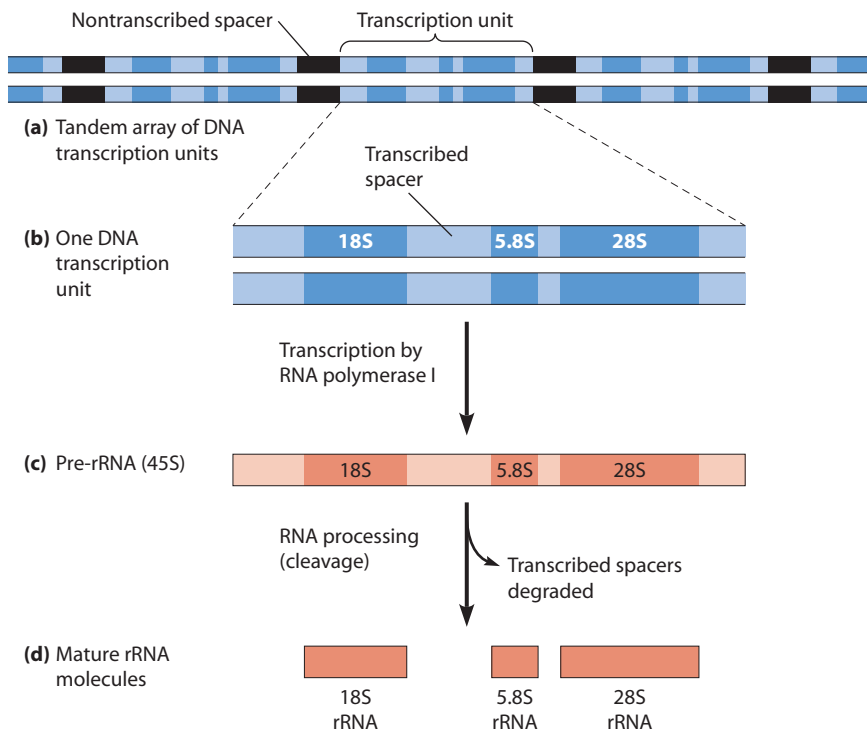 Nontranscribed spacer
Transcription unit
(a) Tandem array of DNA
transcription units
Transcribed
spacer
(b) One DNA
transcription
unit
18S
5.8S
28S
Transcription by
RNA polymerase I
(c) Pre-rRNA (45S)
18S
5.8S
28S
RNA processing
(cleavage)
Transcribed spacers
degraded
(d) Mature rRNA
molecules
18S
rRNA
5.8S
rRNA
28S
rRNA